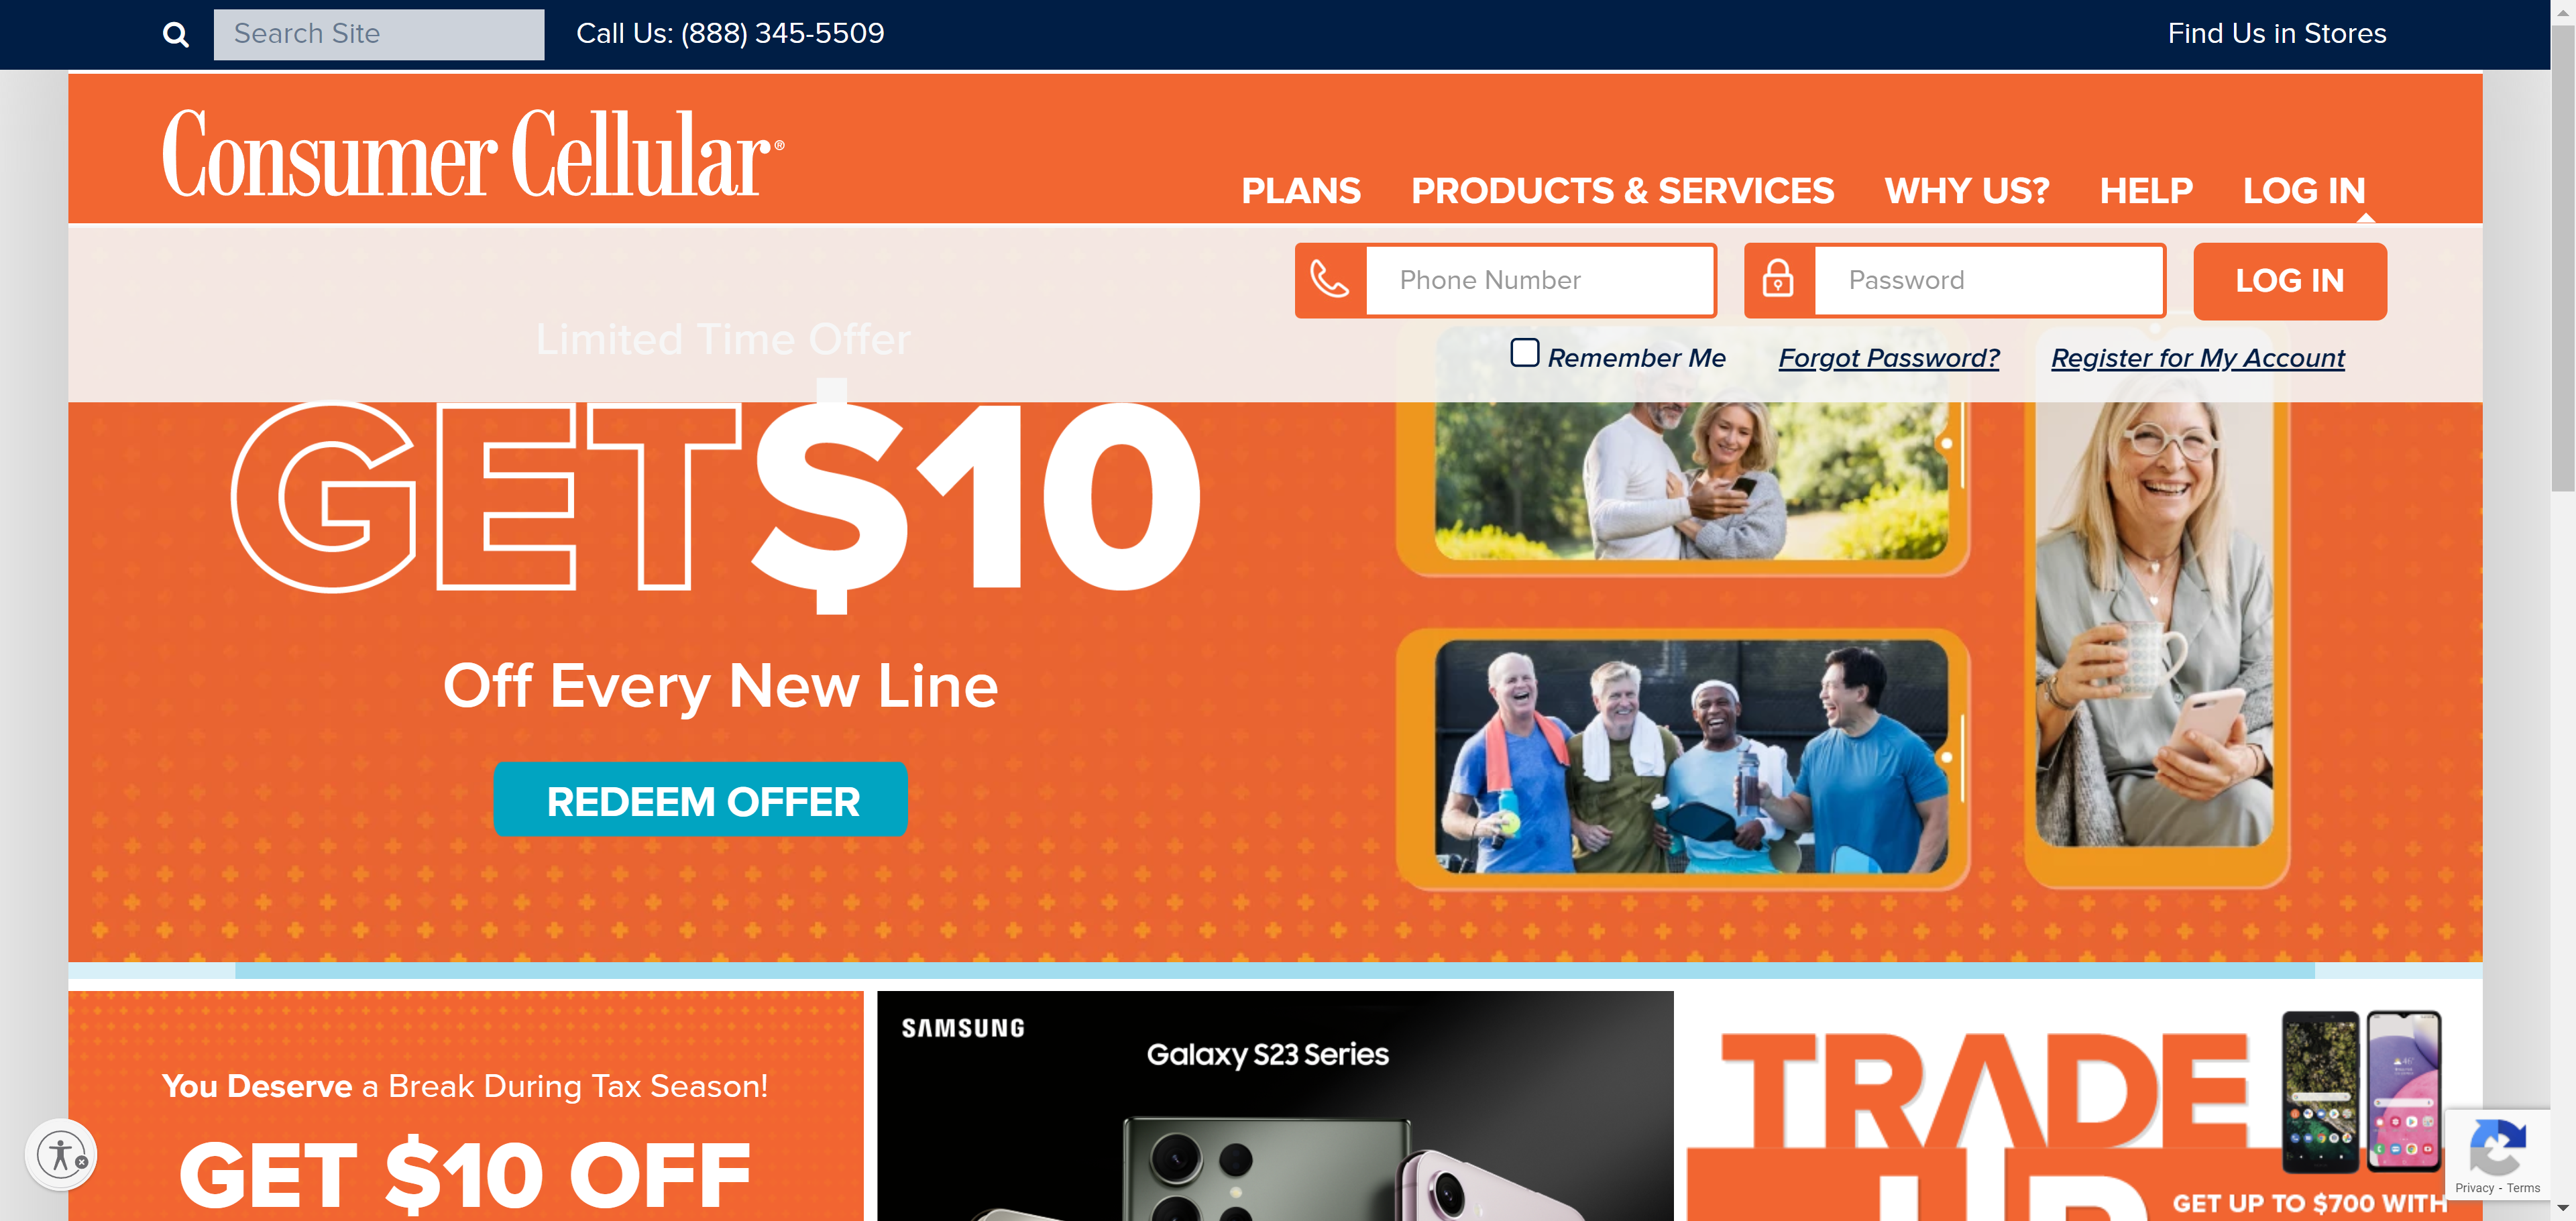 Search Site
Call Us: (888) 345-5509
Find Us in Stores
Consumer Cellular®
PLANS
PRODUCTS & SERVICES
WHY US?
HELP
LOG IN
Phone Number
Password
LOG IN
Remember Me
Forgot Password?
Register for My Account
Limited Time Offer
GET $10
Off Every New Line
REDEEM OFFER
You Deserve a Break During Tax Season!
GET $10 OFF
SAMSUNG
Galaxy S23 Series
TRADE
UP
GET UP TO $700 WITH
Privacy - Terms